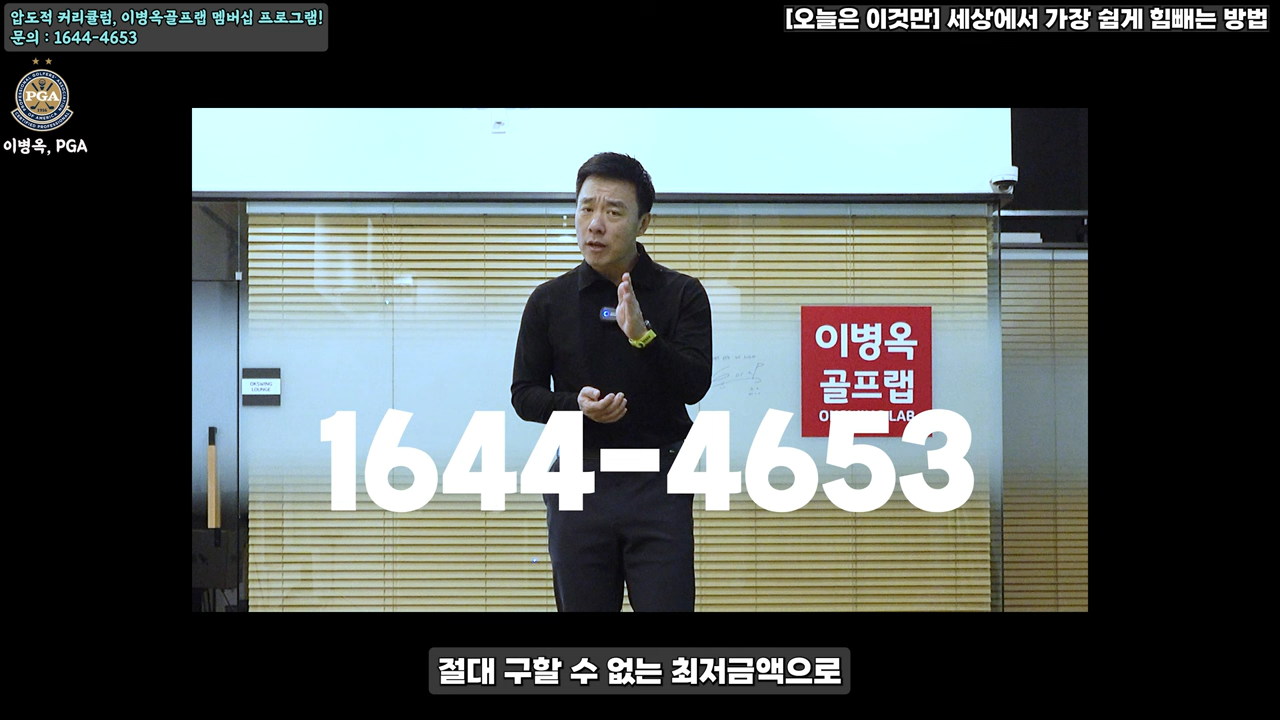 압도적 커리큘럼, 이병옥골프랩 멤버십 프로그램!
문의 : 1644-4653
[오늘은 이것만] 세상에서 가장 쉽게 힘빼는 방법
PGA
이병옥, PGA
이병옥
골프랩
LAB
1644-4653
절대 구할 수 없는 최저금액으로